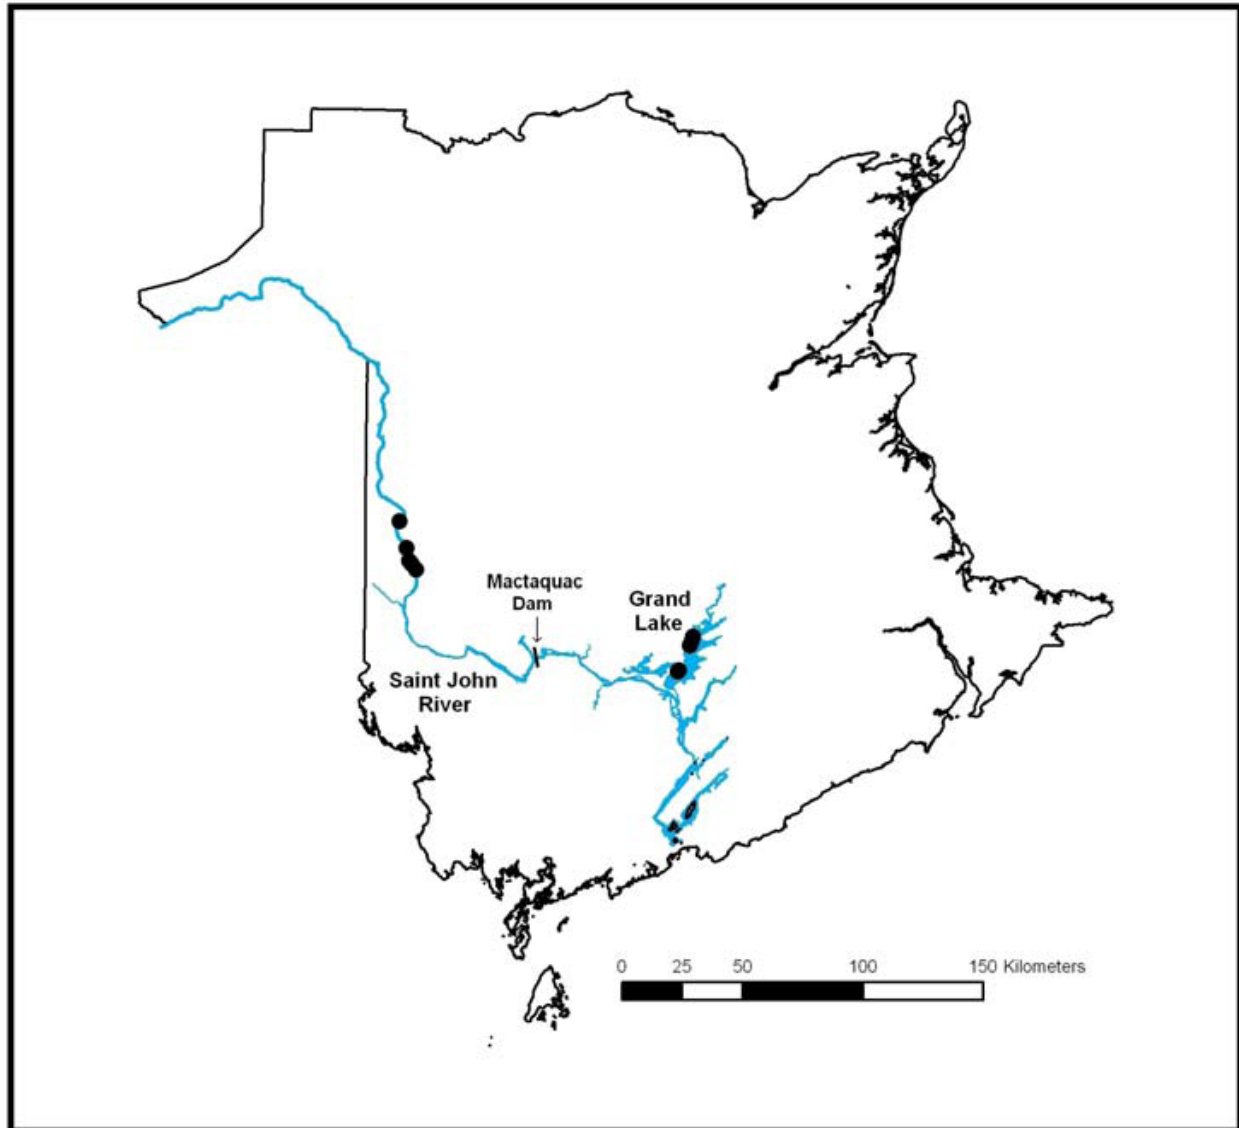 Mactaquac
Dam
Grand
Lake
Saint John
River
0 25 50 100 150 Kilometers